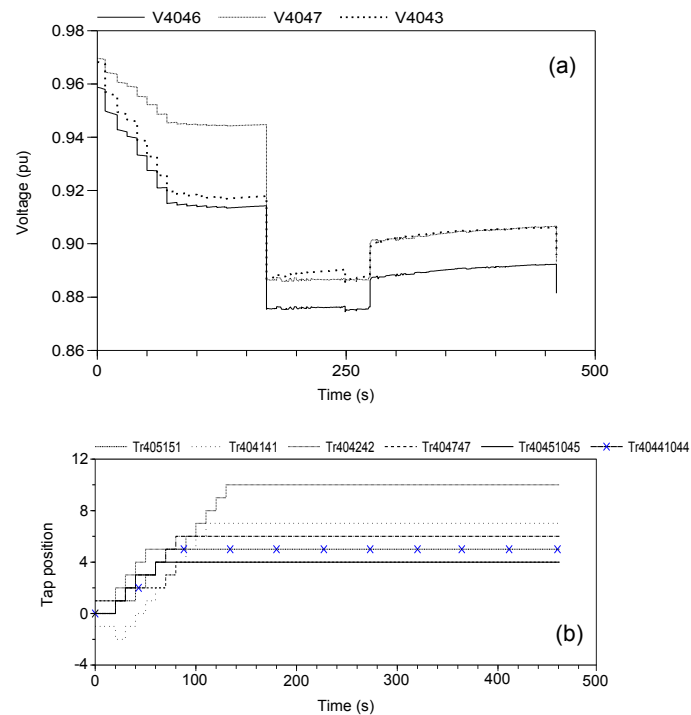 V4046 V4047 V4043
0.98
(a)
0.96
0.94
0.92
0.90
0.88
0.86
Voltage (pu)
0 250 500
Time (s)
Tr405151 Tr404141 Tr404242 Tr404747 Tr40451045 Tr40441044
12
8
4
0
-4
Tap position
(b)
0 100 200 300 400 500
Time (s)